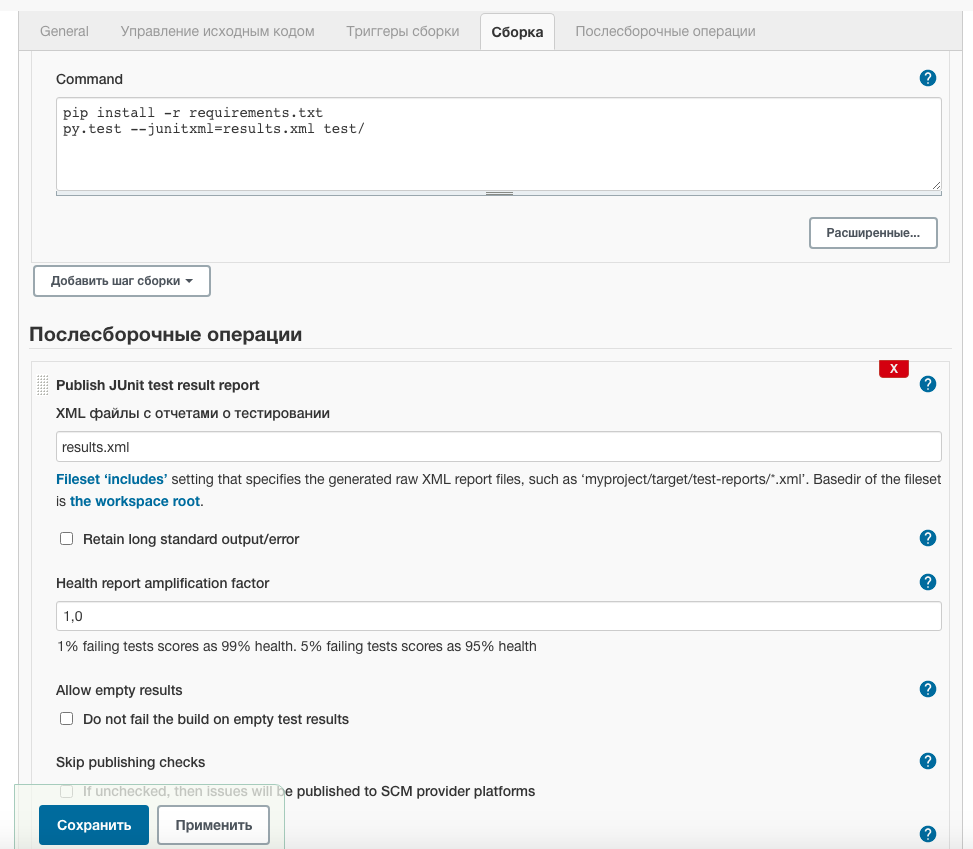 General Управление исходным кодом Триггеры сборки Сборка Послесборочные операции
Command
?
pip install -r requirements.txt
py.test --junitxml=results.xml test/
Расширенные...
Добавить шаг сборки
Послесборочные операции
X
Publish JUnit test result report
?
XML файлы с отчетами о тестировании
results.xml
Fileset ‘includes’ setting that specifies the generated raw XML report files, such as ‘myproject/target/test-reports/*.xml’. Basedir of the fileset
is the workspace root.
Retain long standard output/error
?
Health report amplification factor
?
1,0
1% failing tests scores as 99% health. 5% failing tests scores as 95% health
Allow empty results
?
Do not fail the build on empty test results
Skip publishing checks
?
If unchecked, then issues will be published to SCM provider platforms
Сохранить Применить
?